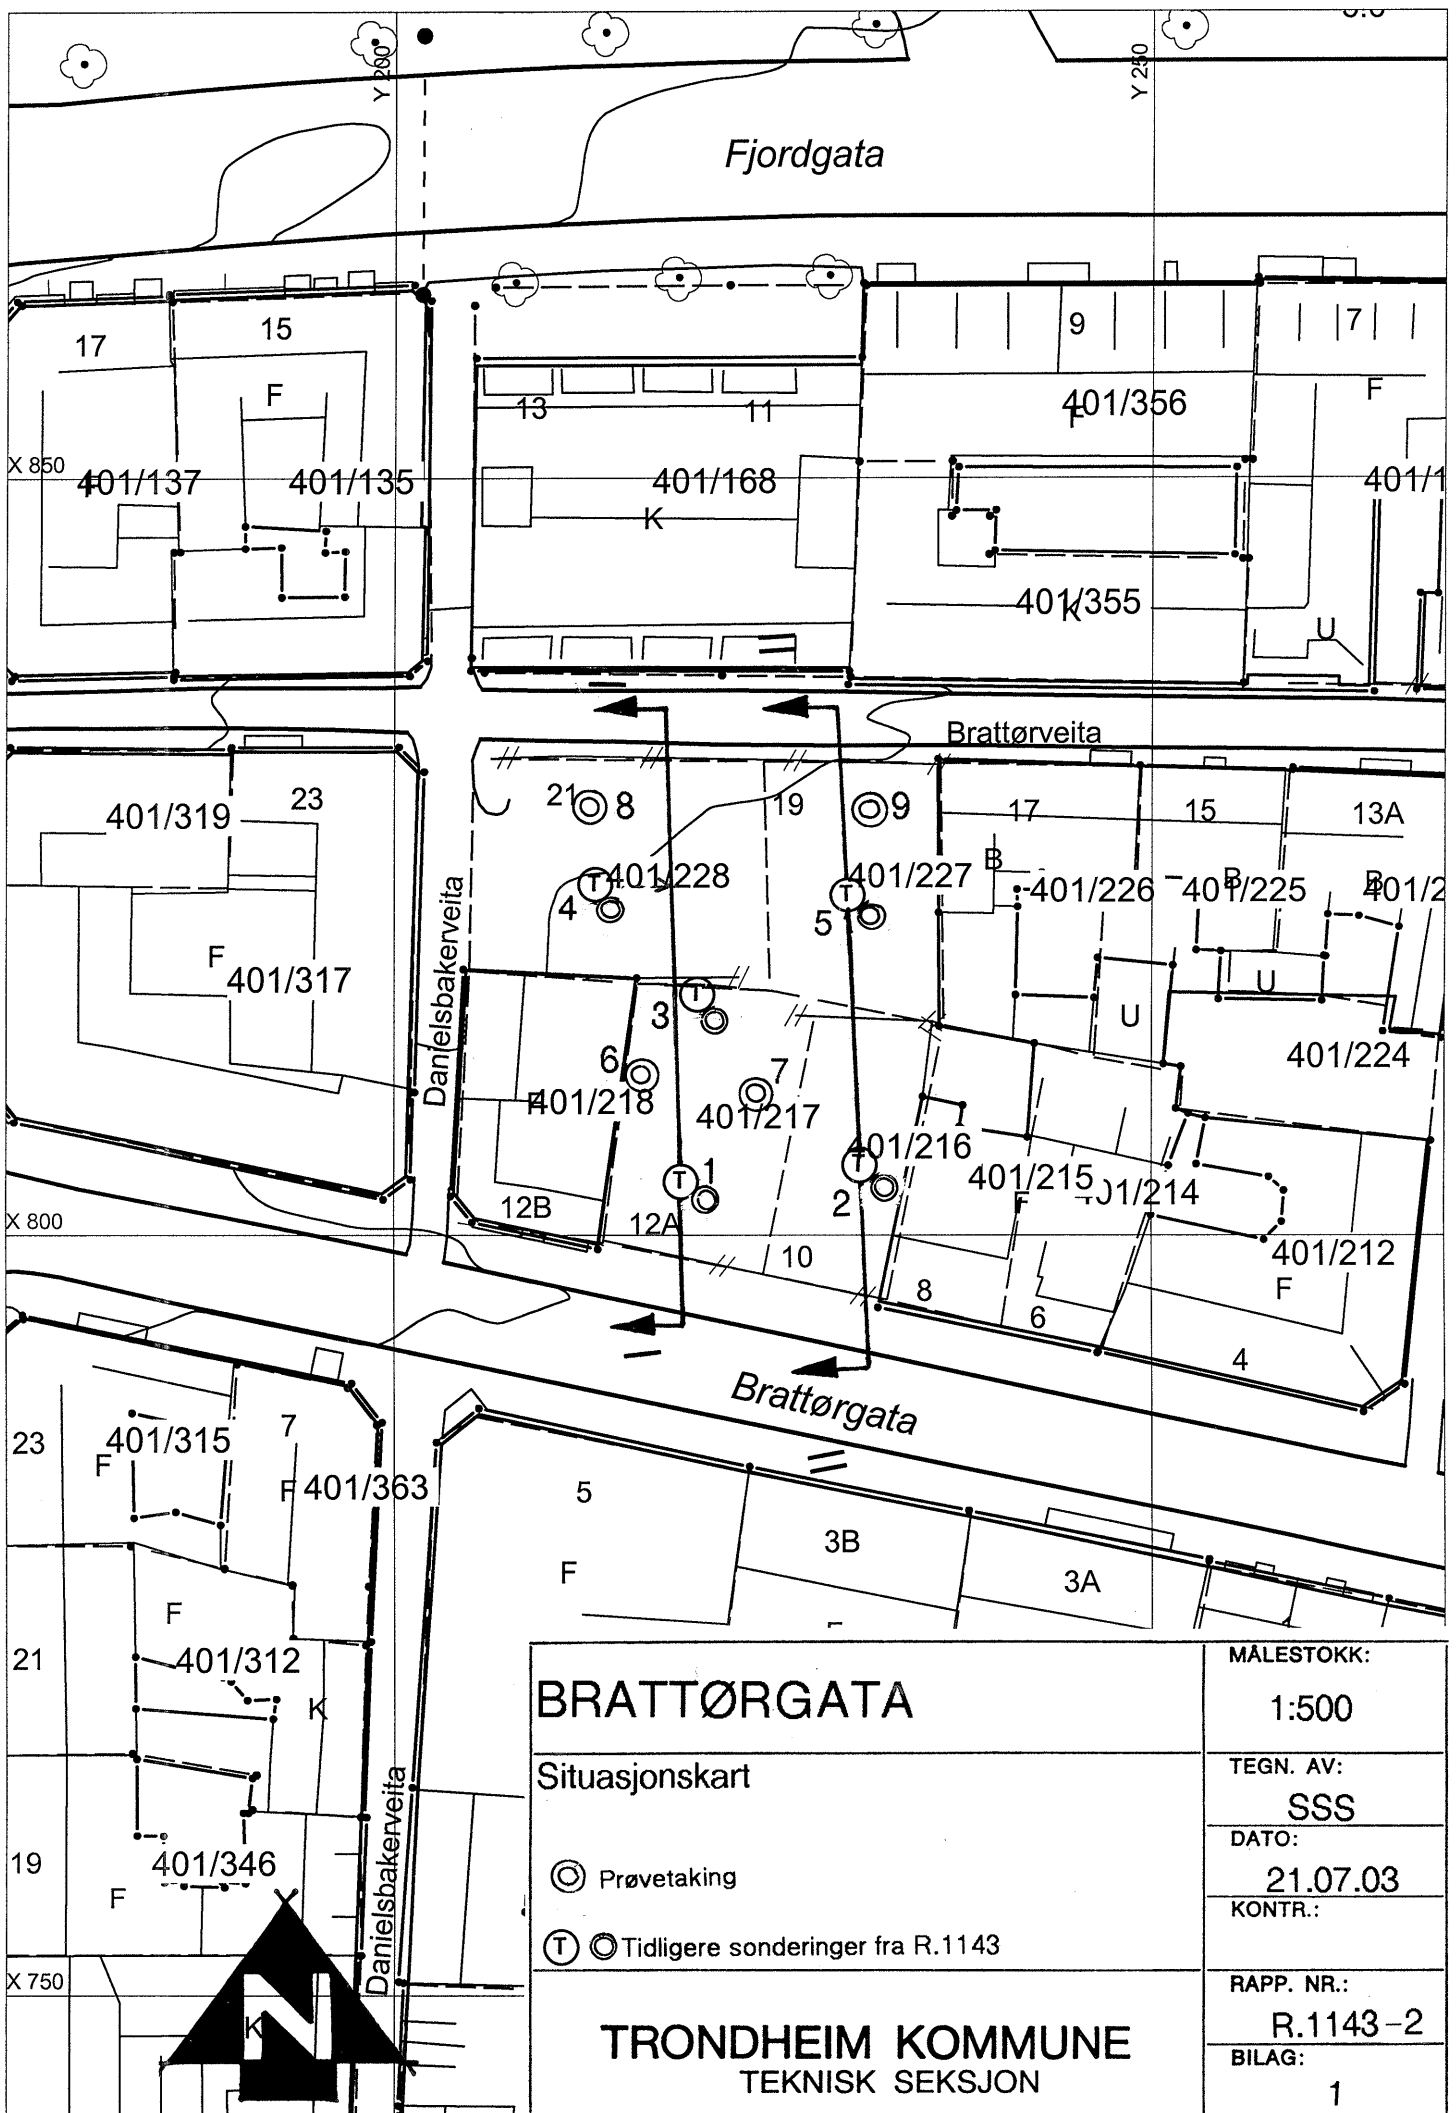 Y 200
Y 250
Fjordgata
17
15
9
7
F
F
13
11
401/356
X 850
401/137
401/135
401/168
K
401/355
K
U
Brattørveita
401/319
23
21
8
19
9
17
15
13A
401/228
401/227
B
401/226
401/225
T
4
T
5
Danielsbakerveita
F
401/317
U
U
T
3
6
7
401/224
401/218
401/217
401/216
T
1
T
2
401/215
401/214
F
X 800
12B
12A
10
401/212
F
8
6
4
Brattørgata
23
401/315
F
7
F
401/363
5
3B
3A
F
F
21
401/312
K
19
401/346
F
Danielsbakerveita
X 750
K
N
BRATTØRGATA
Situasjonskart
Prøvetaking
T Tidligere sonderinger fra R.1143
TRONDHEIM KOMMUNE
TEKNISK SEKSJON
MÅLESTOKK:
1:500
TEGN. AV:
SSS
DATO:
21.07.03
KONTR.:
RAPP. NR.:
R.1143-2
BILAG:
1